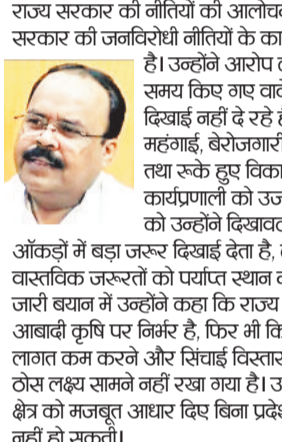 राज्य सरकार की नीतियों की आलोचन
सरकार की जनविरोधी नीतियों के का
है। उन्होंने आरोप
समय किए गए वाद
दिखाई नहीं दे रहे
महंगाई, बेरोजगारी
तथा रुके हुए विका
कार्यप्रणाली को उज
को उन्होंने दिखावट
आँकड़ों में बड़ा जरूर दिखाई देता है,
वास्तविक जरूरतों को पर्याप्त स्थान
जारी बयान में उन्होंने कहा कि राज्य
आबादी कृषि पर निर्भर है, फिर भी कि
लागत कम करने और सिंचाई विस्तार
ठोस लक्ष्य सामने नहीं रखा गया है। उ
क्षेत्र को मजबूत आधार दिए बिना प्रदेश
नहीं हो सकती।